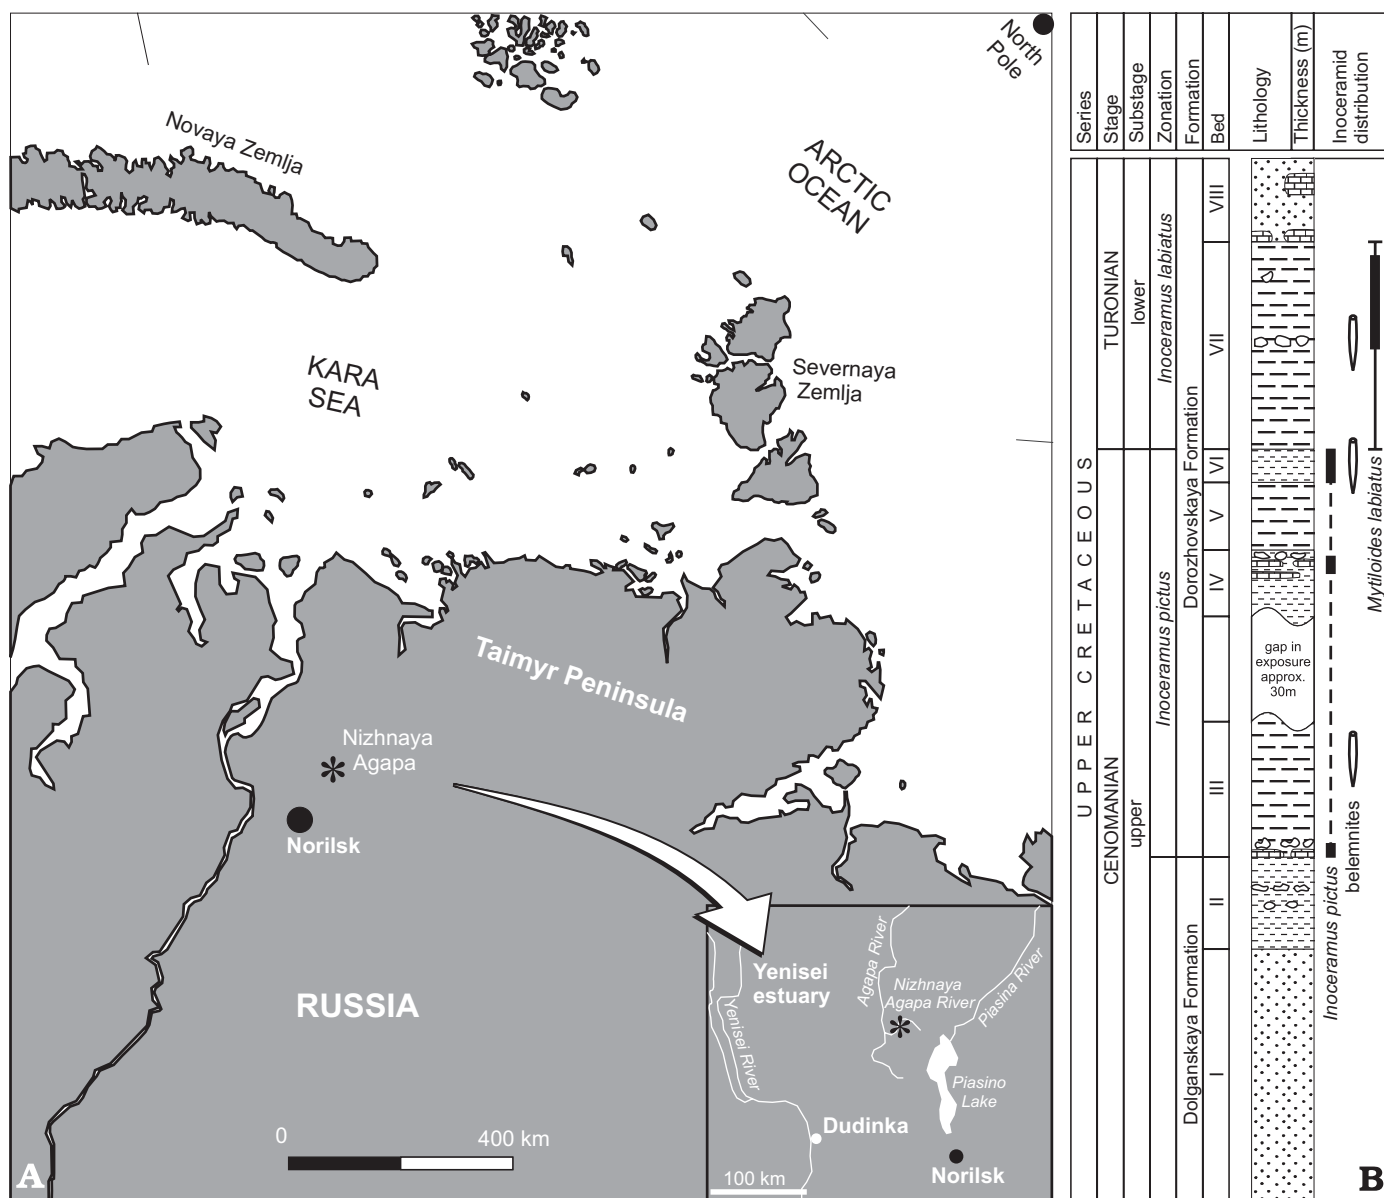 North
Pole
Novaya Zemlja
ARCTIC
OCEAN
KARA
SEA
Severnaya
Zemlja
Taimyr Peninsula
Nizhnaya
Agapa
Norilsk
RUSSIA
0
400 km
A
Yenisei
estuary
Yenisei River
Agapa River
Nizhnaya
Agapa River
Piasina River
Piasino
Lake
Dudinka
Norilsk
100 km
Series
Stage
Substage
Zonation
Formation
Bed
Lithology
Thickness (m)
Inoceramid
distribution
UPPER CRETACEOUS
TURONIAN
CENOMANIAN
lower
upper
Inoceramus labiatus
Inoceramus pictus
Dorozhovskaya Formation
Dolganskaya Formation
VIII
VII
VI
V
IV
III
II
I
gap in
exposure
approx.
30m
Inoceramus pictus
belemnites
Mytiloides labiatus
B